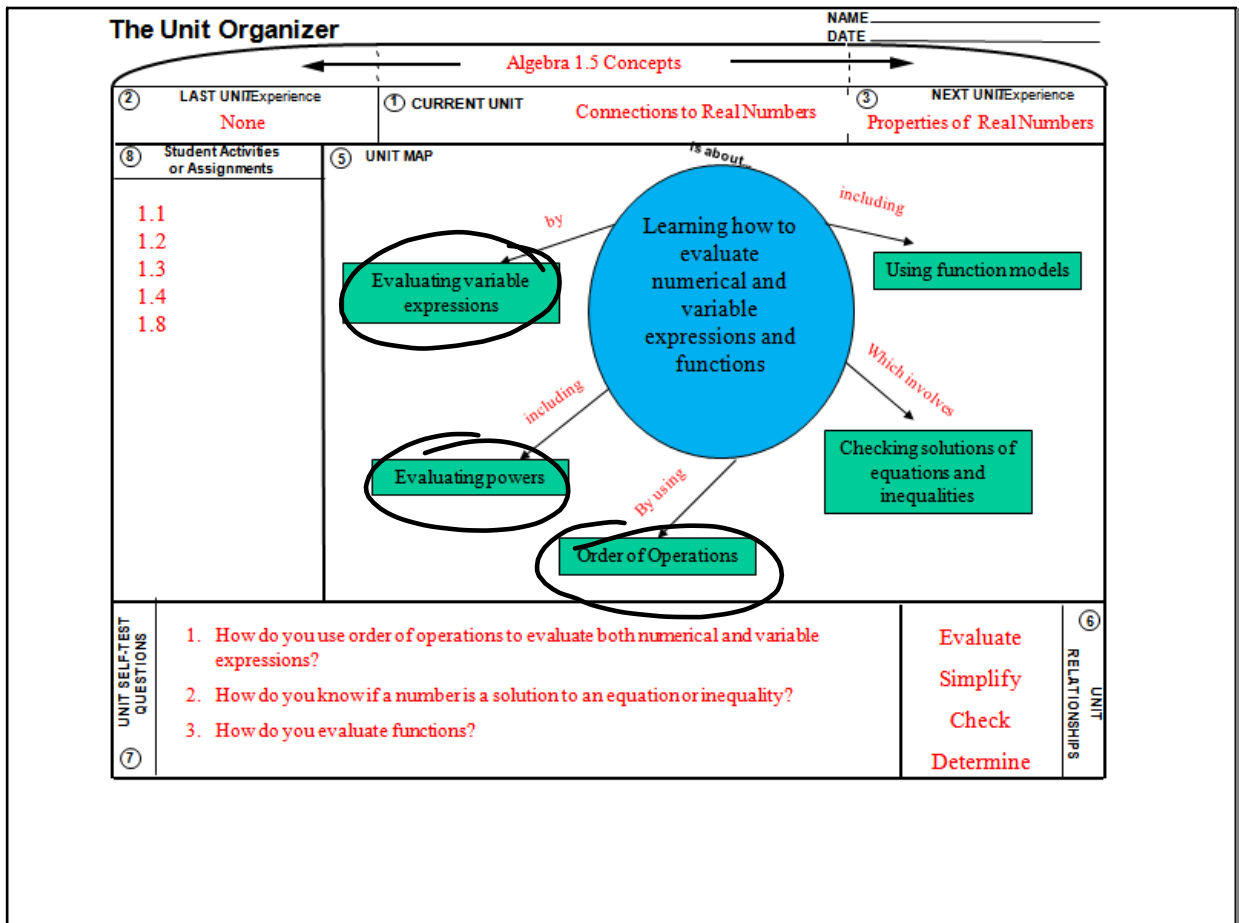 The Unit Organizer
NAME
DATE
Algebra 1.5 Concepts
2 LAST UNIT/Experience
None
1 CURRENT UNIT
Connections to Real Numbers
3 NEXT UNIT/Experience
Properties of Real Numbers
8 Student Activities
or Assignments
1.1
1.2
1.3
1.4
1.8
5 UNIT MAP
is about...
Learning how to
evaluate
numerical and
variable
expressions and
functions
by
Evaluating variable
expressions
including
Using function models
including
Evaluating powers
Which involves
Checking solutions of
equations and
inequalities
By using
Order of Operations
UNIT SELF-TEST
QUESTIONS
7
1. How do you use order of operations to evaluate both numerical and variable
expressions?
2. How do you know if a number is a solution to an equation or inequality?
3. How do you evaluate functions?
Evaluate
Simplify
Check
Determine
6
UNIT
RELATIONSHIPS